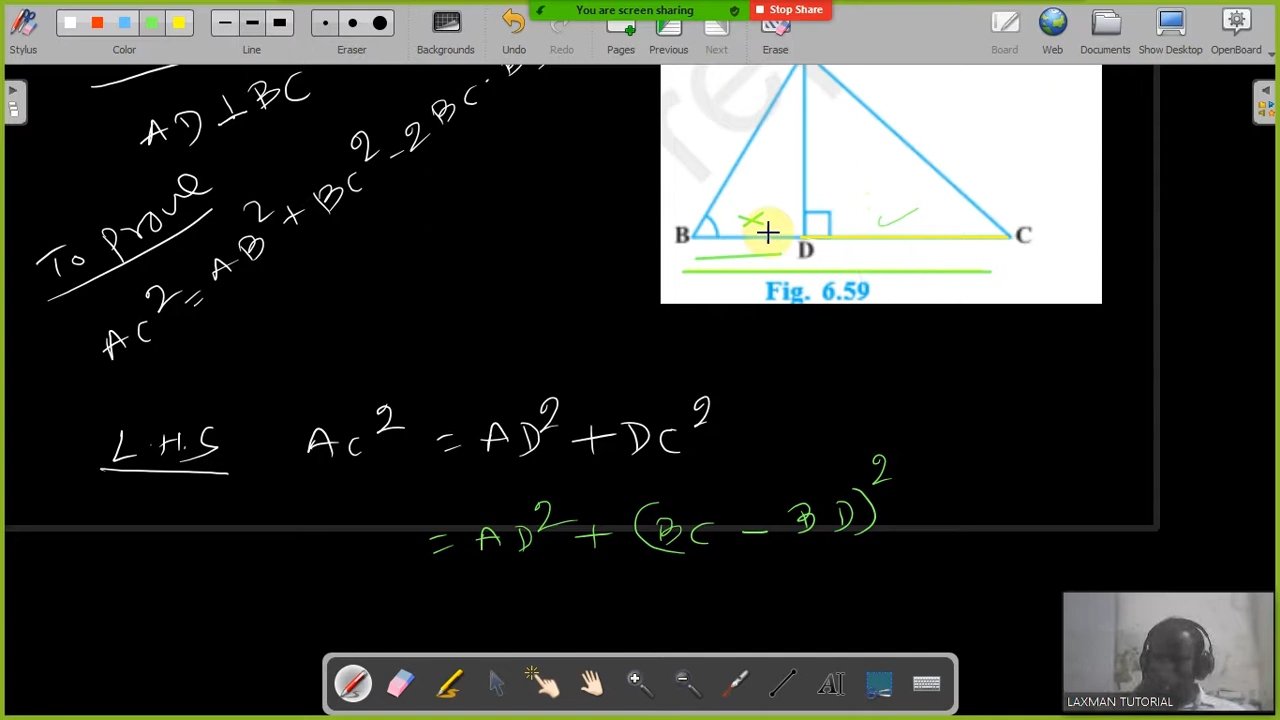 You are screen sharing
Stop Share
Stylus
Color
Line
Eraser
Backgrounds
Undo
Redo
Pages
Previous
Next
Erase
Board
Web
Documents
Show Desktop
OpenBoard
AD ⊥ BC
To Prove
AC² = AB² + BC² - 2BC.
re
B
D
C
Fig. 6.59
L.H.S AC² = AD² + DC²
= AD² + (BC - BD)²
LAXMAN TUTORIAL